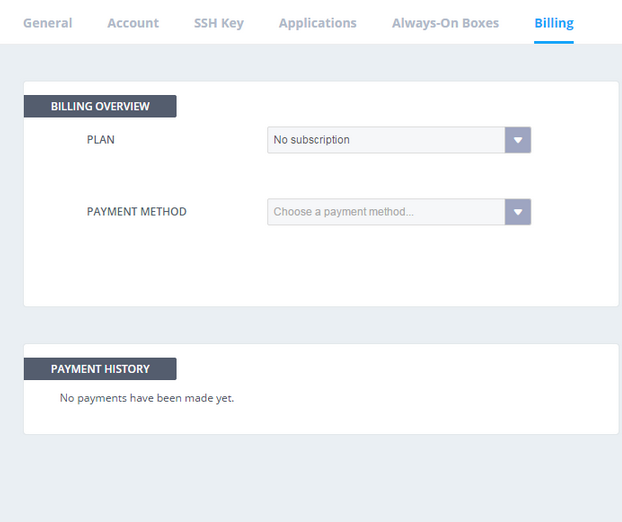 General Account SSH Key Applications Always-On Boxes Billing
BILLING OVERVIEW
PLAN No subscription
PAYMENT METHOD Choose a payment method...
PAYMENT HISTORY
No payments have been made yet.